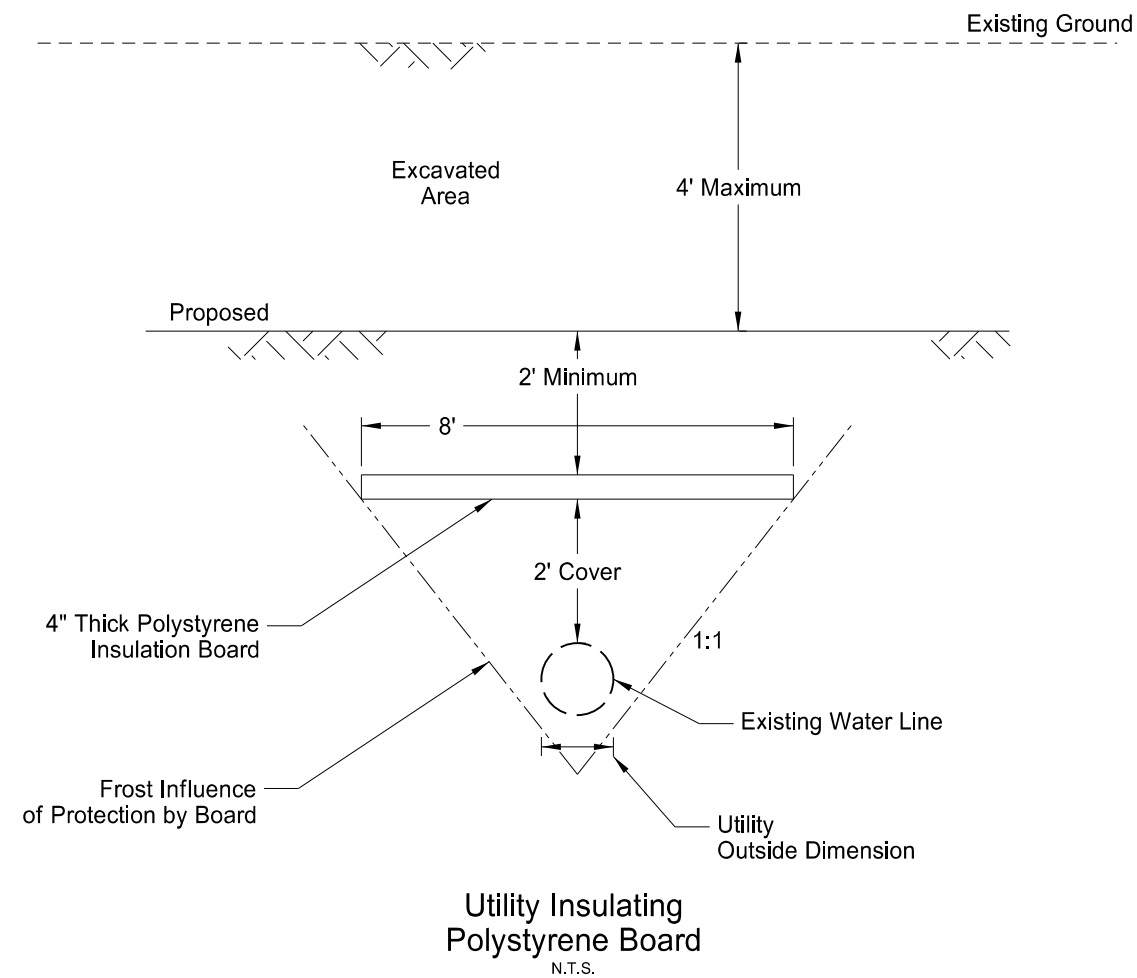 Existing Ground
Excavated
Area
4' Maximum
Proposed
2' Minimum
8'
2' Cover
4" Thick Polystyrene
Insulation Board
1:1
Existing Water Line
Frost Influence
of Protection by Board
Utility
Outside Dimension
Utility Insulating
Polystyrene Board
N.T.S.